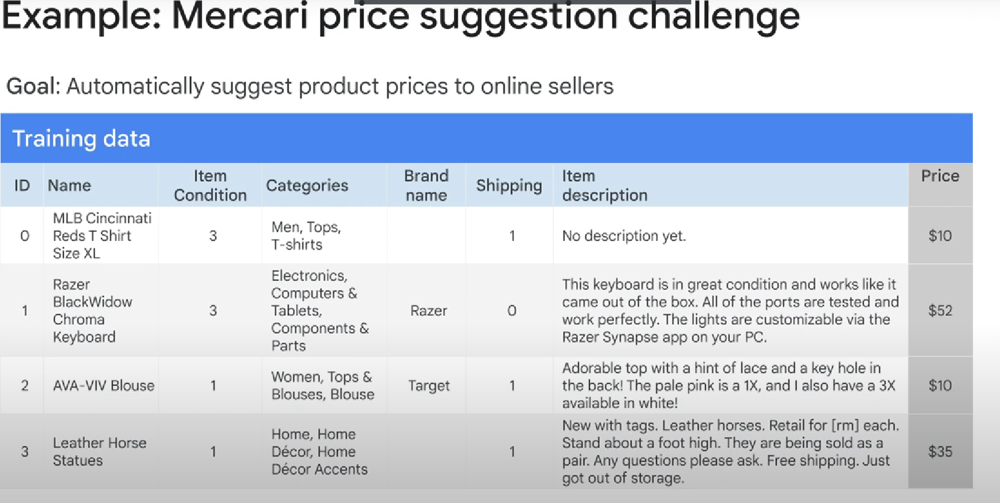 Example: Mercari price suggestion challenge
Goal: Automatically suggest product prices to online sellers
Training data
ID
Name
Item
Condition
Categories
Brand
name
Shipping
Item
description
Price
0
MLB Cincinnati
Reds T Shirt
Size XL
3
Men, Tops,
T-shirts
1
No description yet.
$10
1
Razer
BlackWidow
Chroma
Keyboard
3
Electronics,
Computers &
Tablets,
Components &
Parts
Razer
0
This keyboard is in great condition and works like it
came out of the box. All of the ports are tested and
work perfectly. The lights are customizable via the
Razer Synapse app on your PC.
$52
2
AVA-VIV Blouse
1
Women, Tops &
Blouses, Blouse
Target
1
Adorable top with a hint of lace and a key hole in
the back! The pale pink is a 1X, and I also have a 3X
available in white!
$10
3
Leather Horse
Statues
1
Home, Home
Décor, Home
Décor Accents
1
New with tags. Leather horses. Retail for [rm] each.
Stand about a foot high. They are being sold as a
pair. Any questions please ask. Free shipping. Just
got out of storage.
$35